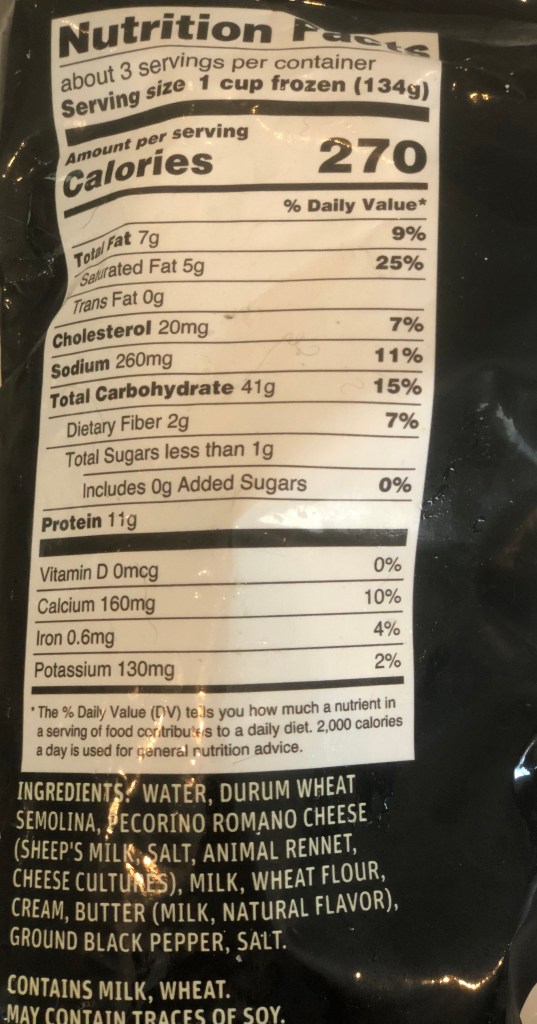 Nutrition Facts
about 3 servings per container
Serving size 1 cup frozen (134g)
Amount per serving
Calories 270
% Daily Value*
Total Fat 7g 9%
Saturated Fat 5g 25%
Trans Fat 0g
Cholesterol 20mg 7%
Sodium 260mg 11%
Total Carbohydrate 41g 15%
Dietary Fiber 2g 7%
Total Sugars less than 1g
Includes 0g Added Sugars 0%
Protein 11g
Vitamin D 0mcg 0%
Calcium 160mg 10%
Iron 0.6mg 4%
Potassium 130mg 2%
*The % Daily Value (DV) tells you how much a nutrient in
a serving of food contributes to a daily diet. 2,000 calories
a day is used for general nutrition advice.
INGREDIENTS: WATER, DURUM WHEAT
SEMOLINA, PECORINO ROMANO CHEESE
(SHEEP'S MILK, SALT, ANIMAL RENNET,
CHEESE CULTURES), MILK, WHEAT FLOUR,
CREAM, BUTTER (MILK, NATURAL FLAVOR),
GROUND BLACK PEPPER, SALT.
CONTAINS MILK, WHEAT.
MAY CONTAIN TRACES OF SOY.